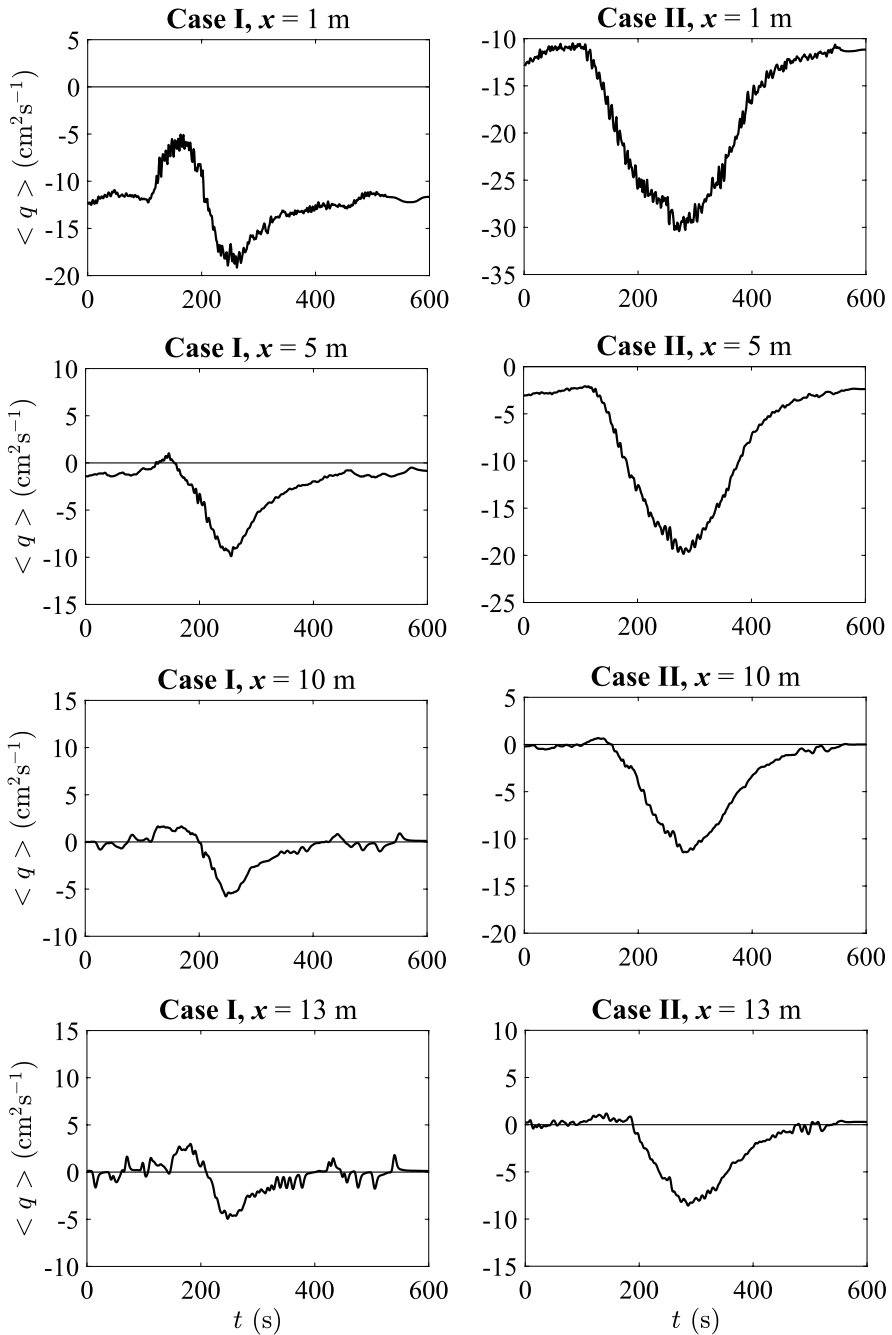 Case I, x = 1 m
5
0
-5
-10
-15
-20
< q > (cm²s⁻¹)
0 200 400 600
Case II, x = 1 m
-10
-15
-20
-25
-30
-35
0 200 400 600
Case I, x = 5 m
10
5
0
-5
-10
-15
< q > (cm²s⁻¹)
0 200 400 600
Case II, x = 5 m
0
-5
-10
-15
-20
-25
0 200 400 600
Case I, x = 10 m
15
10
5
0
-5
-10
< q > (cm²s⁻¹)
0 200 400 600
Case II, x = 10 m
5
0
-5
-10
-15
-20
0 200 400 600
Case I, x = 13 m
15
10
5
0
-5
-10
< q > (cm²s⁻¹)
0 200 400 600
t (s)
Case II, x = 13 m
10
5
0
-5
-10
-15
0 200 400 600
t (s)